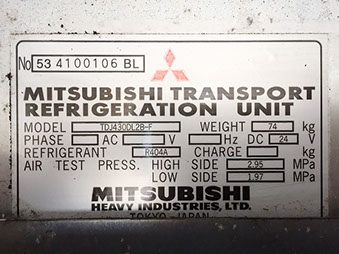 No 53 4100106 BL
MITSUBISHI TRANSPORT
REFRIGERATION UNIT
MODEL TDJ430DL2B-F WEIGHT 74 kg
PHASE AC V Hz DC 24 V
REFRIGERANT R404A CHARGE kg
AIR TEST PRESS. HIGH SIDE 2.95 MPa
LOW SIDE 1.97 MPa
MITSUBISHI
HEAVY INDUSTRIES, LTD.
TOKYO-JAPAN